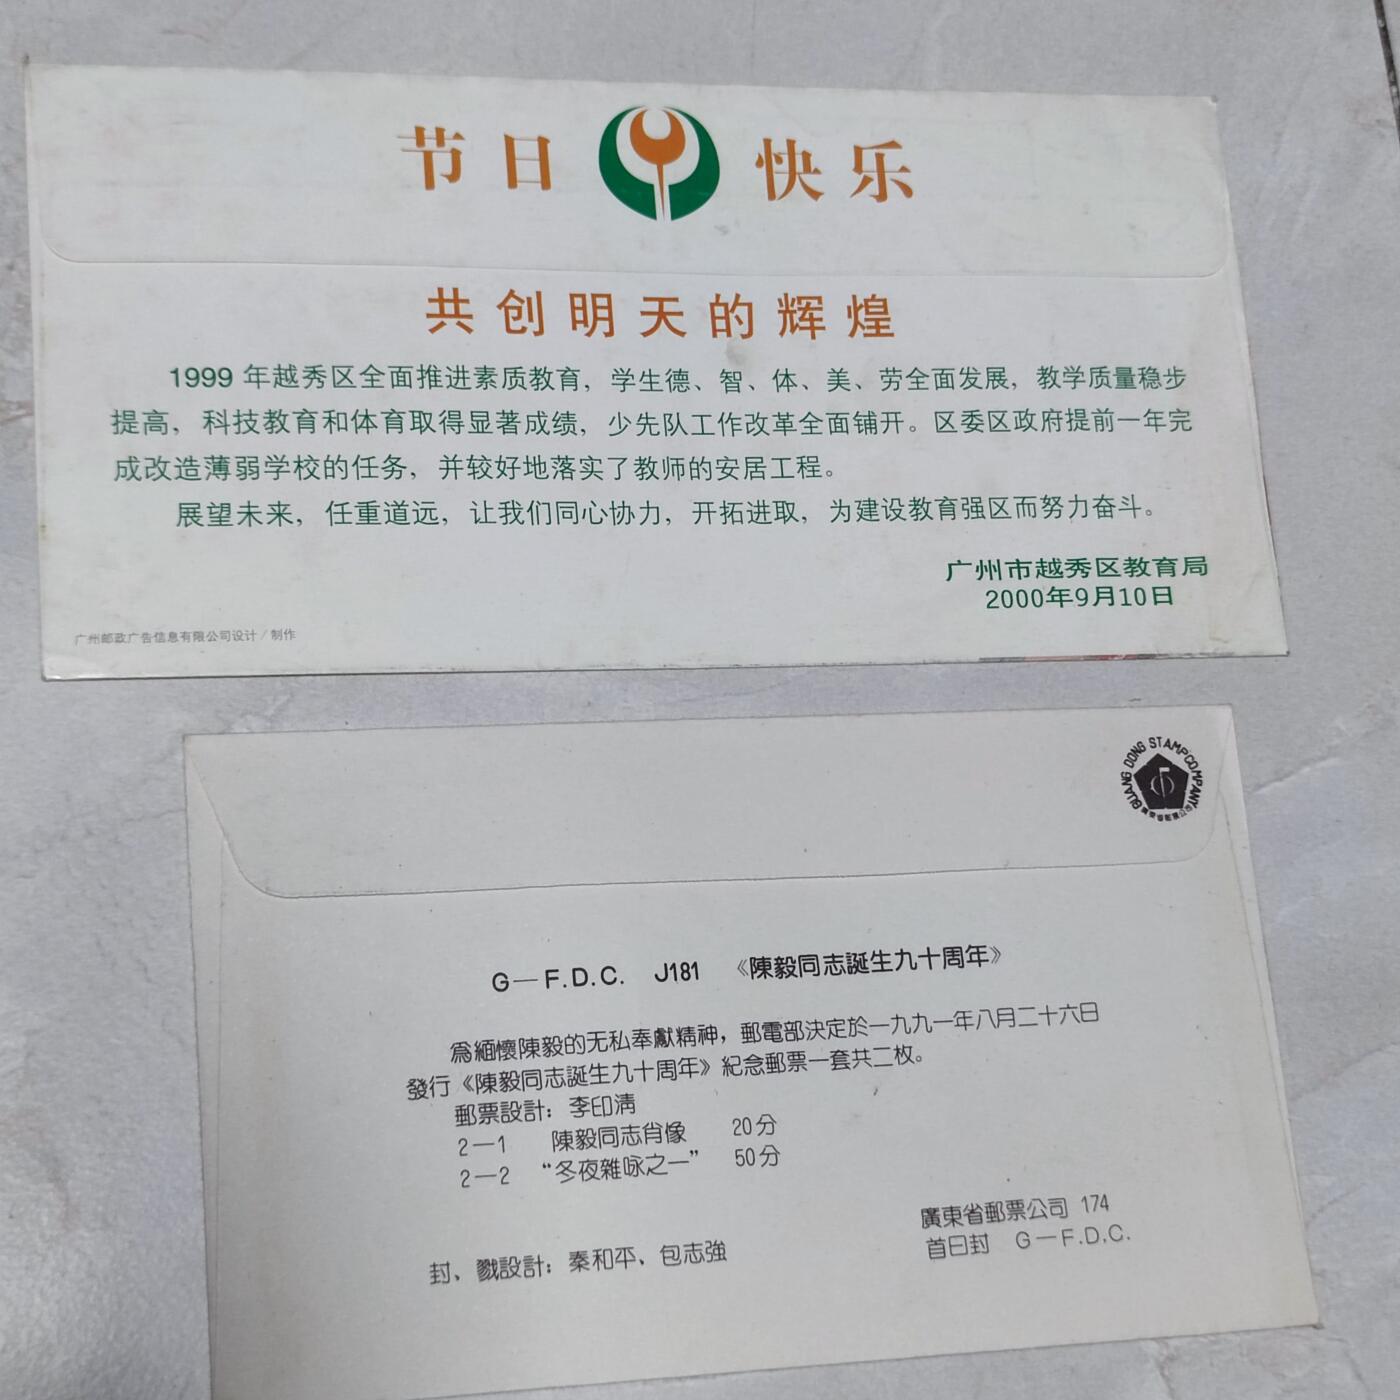 节日 快乐
共创明天的辉煌
1999 年越秀区全面推进素质教育，学生德、智、体、美、劳全面发展，教学质量稳步
提高，科技教育和体育取得显著成绩，少先队工作改革全面铺开。区委区政府提前一年完
成改造薄弱学校的任务，并较好地落实了教师的安居工程。
展望未来，任重道远，让我们同心协力，开拓进取，为建设教育强区而努力奋斗。
广州市越秀区教育局
2000年9月10日
广州邮政广告信息有限公司设计／制作
GUANG DONG STAMP COMPANY
廣東省郵票公司
G—F.D.C. J181 《陳毅同志誕生九十周年》
爲緬懷陳毅的无私奉獻精神，郵電部決定於一九九一年八月二十六日
發行《陳毅同志誕生九十周年》紀念郵票一套共二枚。
郵票設計：李印淸
2—1 陳毅同志肖像 20分
2—2 “冬夜雜咏之一” 50分
廣東省郵票公司 174
首日封 G—F.D.C.
封、戳設計：秦和平、包志強